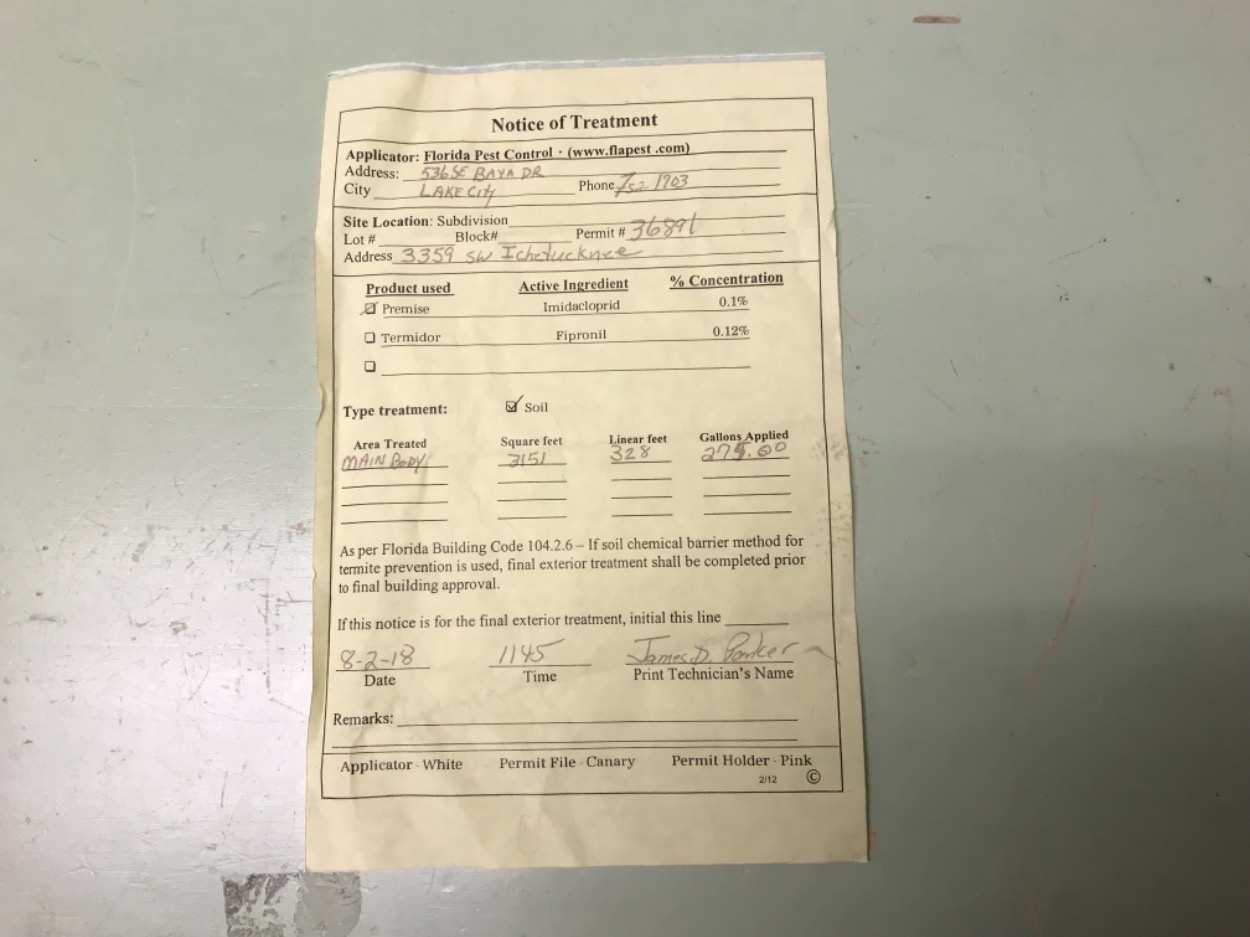 Notice of Treatment
Applicator: Florida Pest Control · (www.flapest .com)
Address: 536 SE BAYA DR
City LAKE CITY Phone 752 1703
Site Location: Subdivision
Lot # Block# Permit # 36891
Address 3359 SW Ichetucknee
Product used Active Ingredient % Concentration
Premise Imidacloprid 0.1%
Termidor Fipronil 0.12%
Type treatment: Soil
Area Treated Square feet Linear feet Gallons Applied
MAIN BODY 3151 328 275.00
As per Florida Building Code 104.2.6 – If soil chemical barrier method for
termite prevention is used, final exterior treatment shall be completed prior
to final building approval.
If this notice is for the final exterior treatment, initial this line
8-2-18 1145 James D. Parker
Date Time Print Technician's Name
Remarks:
Applicator - White Permit File - Canary Permit Holder - Pink
2/12 ©